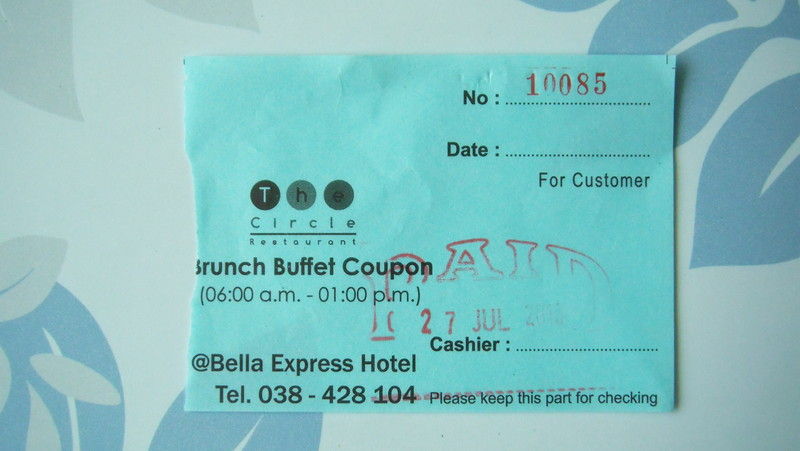 No : 10085
Date :
For Customer
The
Circle
Restaurant
Brunch Buffet Coupon
(06:00 a.m. - 01:00 p.m.)
PAID
27 JUL
Cashier :
@Bella Express Hotel
Tel. 038 - 428 104
Please keep this part for checking